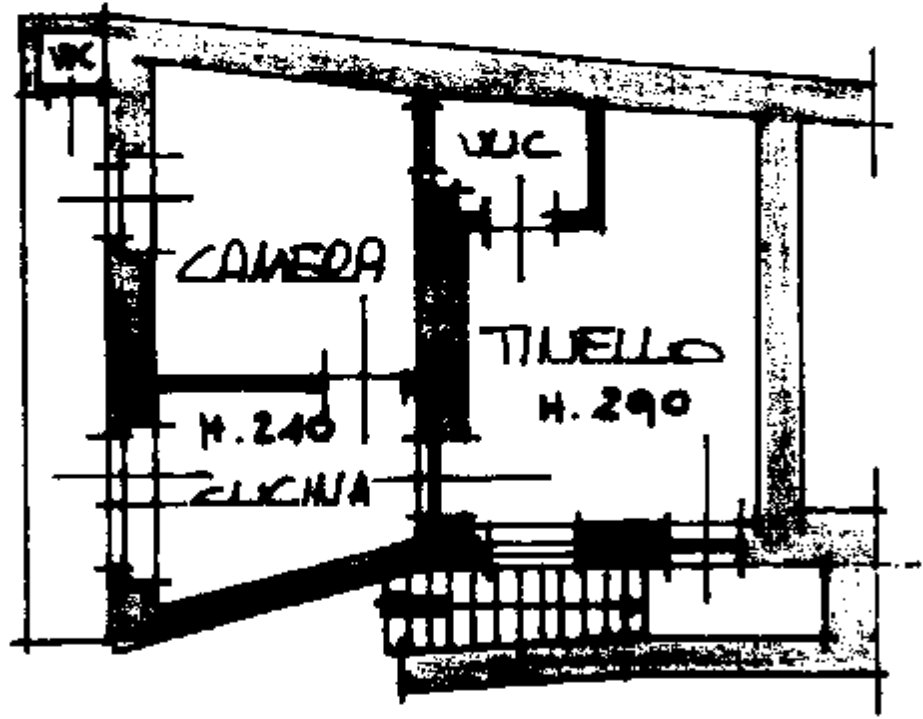 WC
WC
CAMERA
TINELLO
H. 290
H. 240
CUCINA